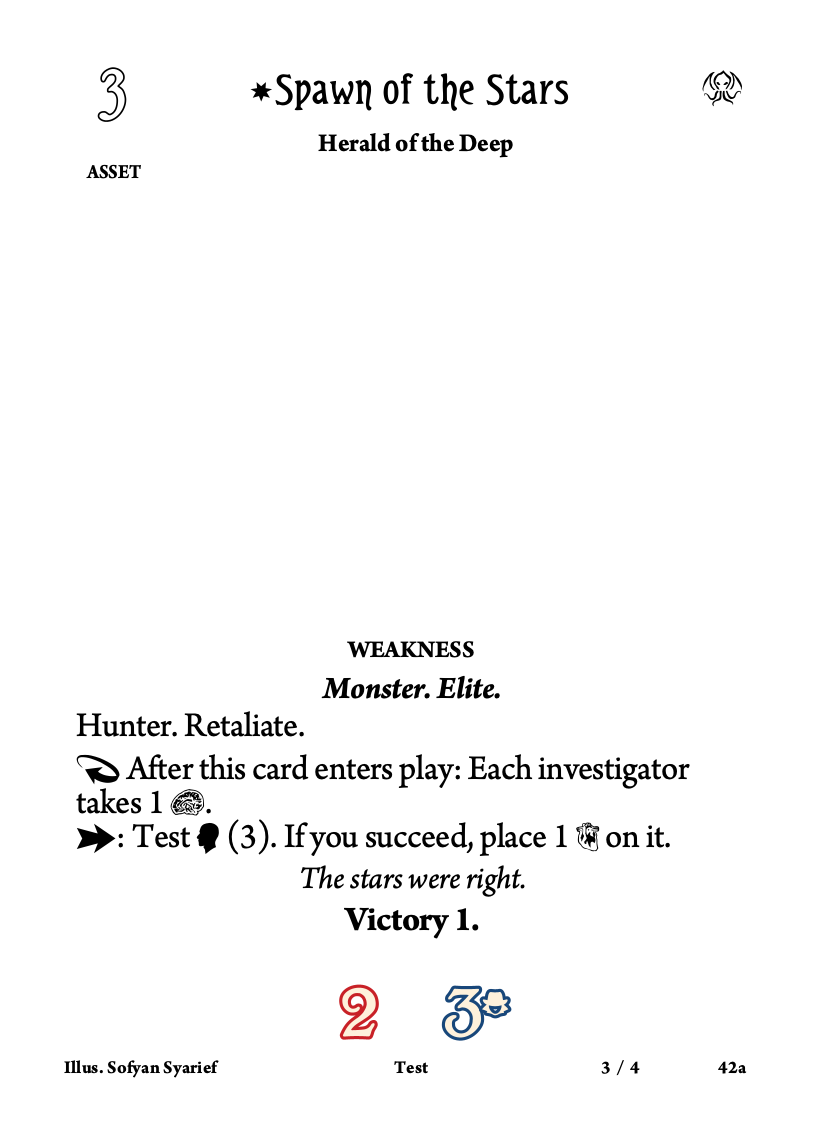 3
Spawn of the Stars
Herald of the Deep
ASSET
WEAKNESS
Monster. Elite.
Hunter. Retaliate.
After this card enters play: Each investigator
takes 1 .
: Test (3). If you succeed, place 1 on it.
The stars were right.
Victory 1.
2 3
Illus. Sofyan Syarief Test 3 / 4 42a